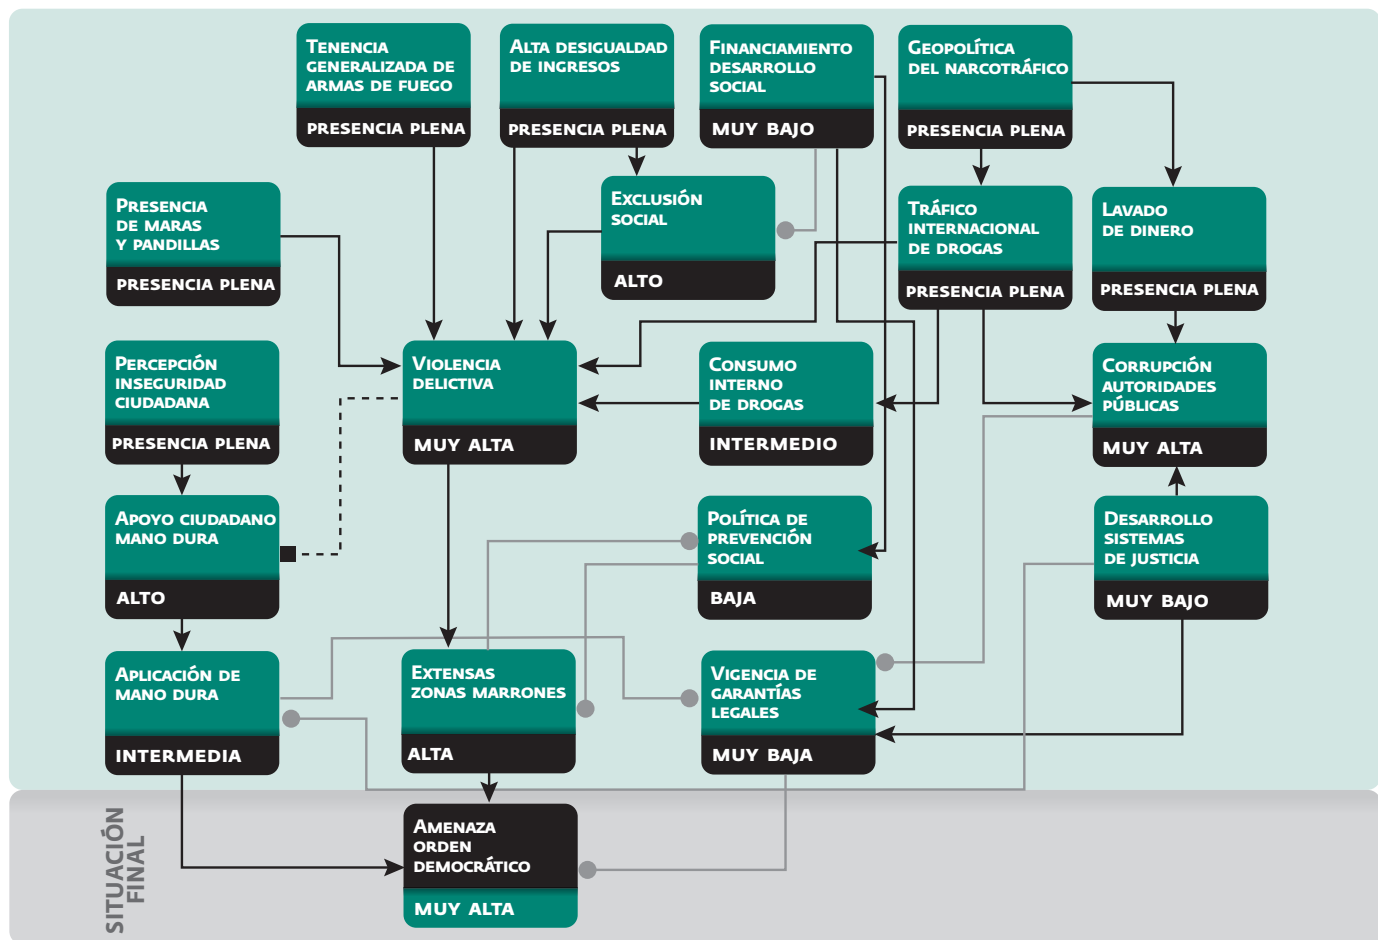 Tenencia
generalizada de
armas de fuego
PRESENCIA PLENA
Alta desigualdad
de ingresos
PRESENCIA PLENA
Financiamiento
desarrollo
social
MUY BAJO
Geopolítica
del narcotráfico
PRESENCIA PLENA
Presencia
de maras
y pandillas
PRESENCIA PLENA
Exclusión
social
ALTO
Tráfico
internacional
de drogas
PRESENCIA PLENA
Lavado
de dinero
PRESENCIA PLENA
Percepción
inseguridad
ciudadana
PRESENCIA PLENA
Violencia
delictiva
MUY ALTA
Consumo
interno
de drogas
INTERMEDIO
Corrupción
autoridades
públicas
MUY ALTA
Apoyo ciudadano
mano dura
ALTO
Política de
prevención
social
BAJA
Desarrollo
sistemas
de justicia
MUY BAJO
Aplicación de
mano dura
INTERMEDIA
Extensas
zonas marrones
ALTA
Vigencia de
garantías
legales
MUY BAJA
SITUACIÓN
FINAL
Amenaza
orden
democrático
MUY ALTA